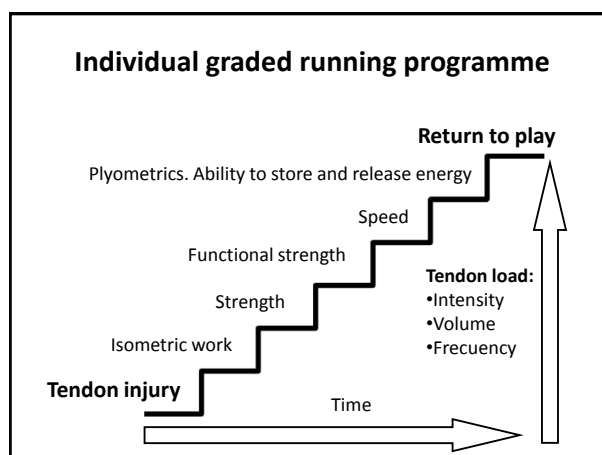 Individual graded running programme
Return to play
Plyometrics. Ability to store and release energy
Speed
Functional strength
Strength
Isometric work
Tendon injury
Tendon load:
•Intensity
•Volume
•Frecuency
Time